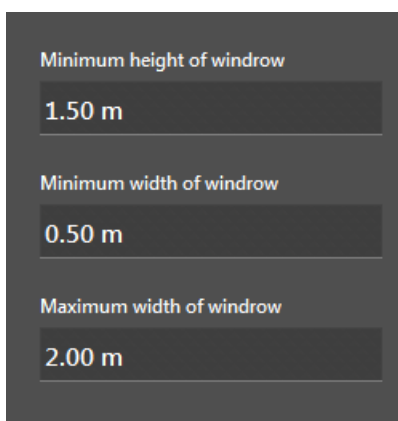 Minimum height of windrow
1.50 m
Minimum width of windrow
0.50 m
Maximum width of windrow
2.00 m